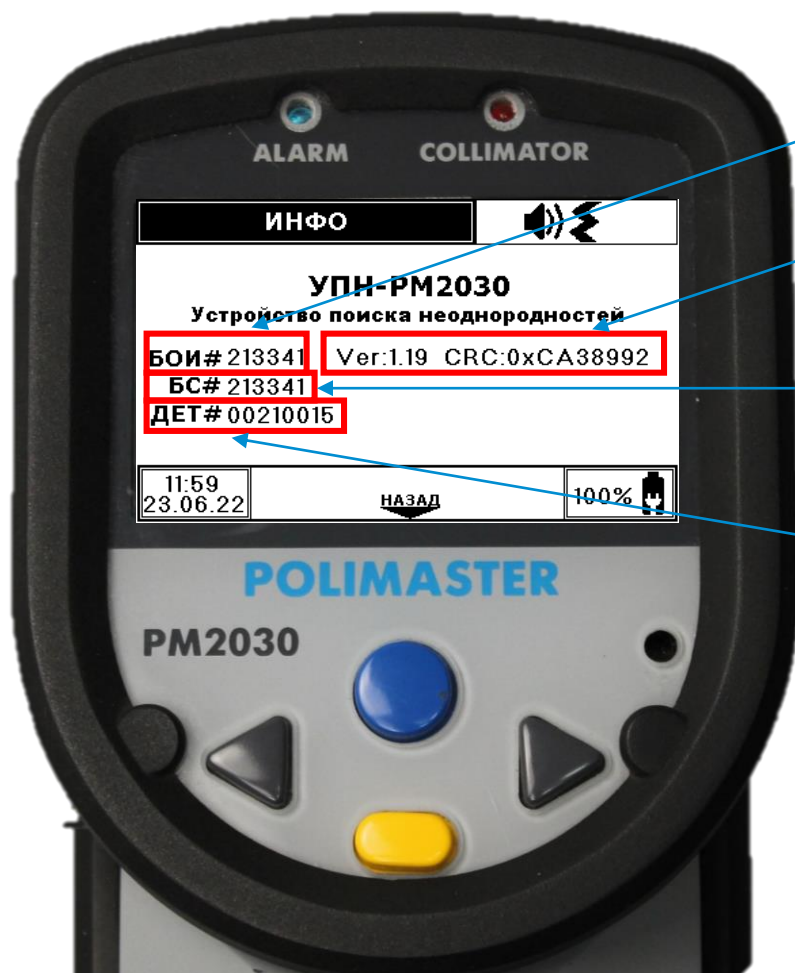 ALARM COLLIMATOR
ИНФО
УПН-PM2030
Устройство поиска неоднородностей
БОИ# 213341 Ver:1.19 CRC:0xCA38992
БС# 213341
ДЕТ# 00210015
11:59
23.06.22
НАЗАД
100%
POLIMASTER
PM2030